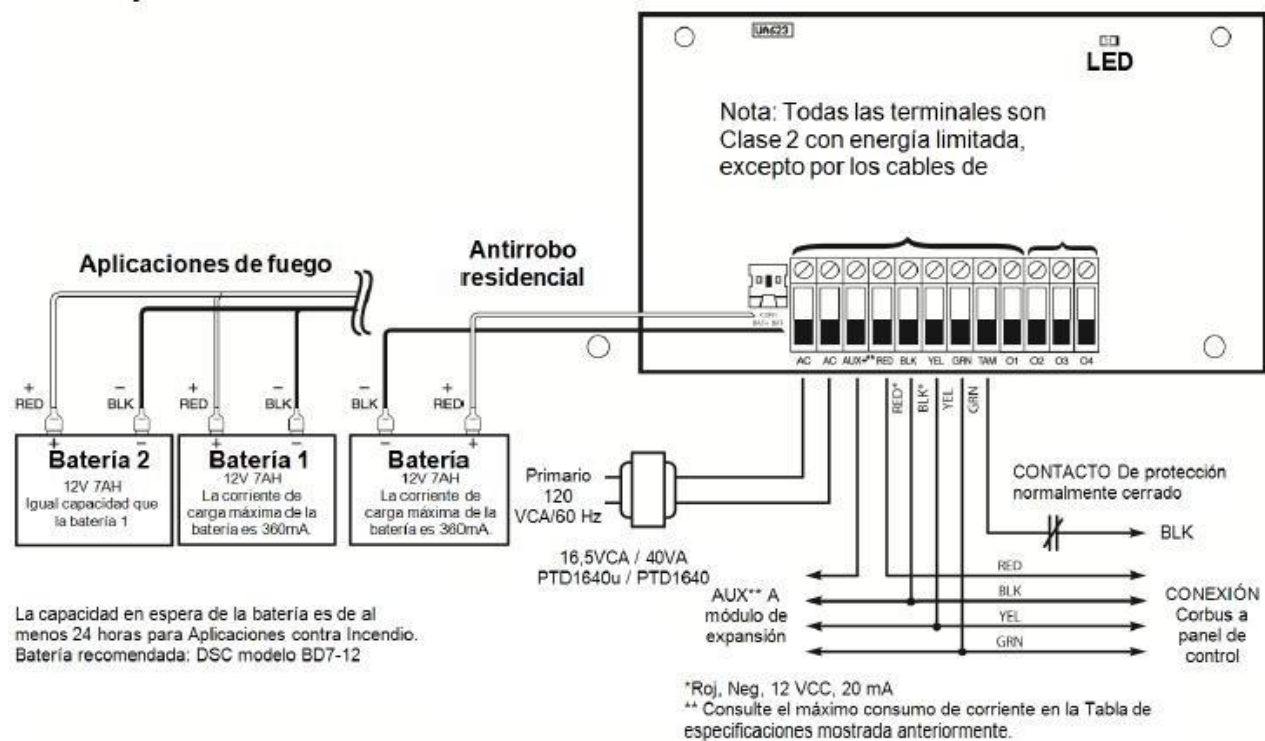 UA623
LED
Nota: Todas las terminales son
Clase 2 con energía limitada,
excepto por los cables de
Aplicaciones de fuego
Antirrobo
residencial
AC AC AUX+** RED BLK YEL GRN TAM O1 O2 O3 O4
RED* BLK* YEL GRN
+ RED
– BLK
+ RED
– BLK
– BLK
+ RED
+ –
Batería 2
12V 7AH
Igual capacidad que
la batería 1
+ –
Batería 1
12V 7AH
La corriente de
carga máxima de la
batería es 360mA.
– +
Batería
12V 7AH
La corriente de
carga máxima de la
batería es 360mA.
Primario
120
VCA/60 Hz
16,5VCA / 40VA
PTD1640u / PTD1640
CONTACTO De protección
normalmente cerrado
BLK
RED
BLK
YEL
GRN
AUX** A
módulo de
expansión
CONEXIÓN
Corbus a
panel de
control
La capacidad en espera de la batería es de al
menos 24 horas para Aplicaciones contra Incendio.
Batería recomendada: DSC modelo BD7-12
*Roj, Neg, 12 VCC, 20 mA
** Consulte el máximo consumo de corriente en la Tabla de
especificaciones mostrada anteriormente.